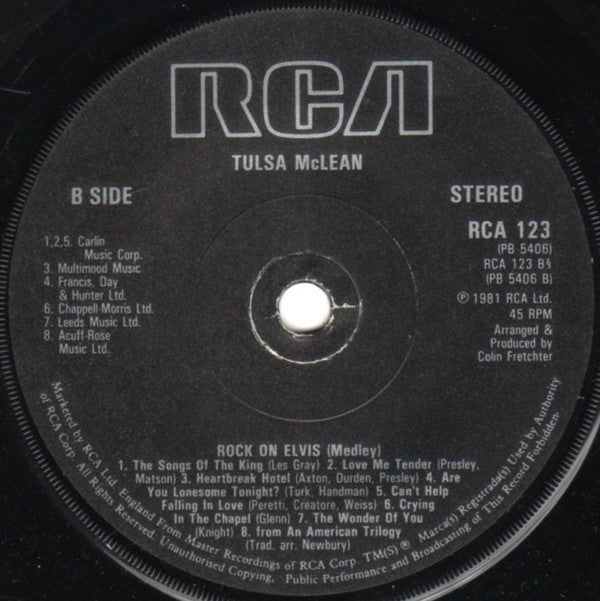 RCA
TULSA McLEAN
B SIDE
STEREO
1,2,5. Carlin
Music Corp.
3. Multimood Music
4. Francis, Day
& Hunter Ltd.
6. Chappell-Morris Ltd.
7. Leeds Music Ltd.
8. Acuff-Rose
Music Ltd.
RCA 123
(PB 5406)
RCA 123 B§
(PB 5406 B)
℗ 1981 RCA Ltd.
45 RPM
Arranged &
Produced by
Colin Fretchter
ROCK ON ELVIS (Medley)
1. The Songs Of The King (Les Gray) 2. Love Me Tender (Presley,
Matson) 3. Heartbreak Hotel (Axton, Durden, Presley) 4. Are
You Lonesome Tonight? (Turk, Handman) 5. Can't Help
Falling In Love (Peretti, Creatore, Weiss) 6. Crying
In The Chapel (Glenn) 7. The Wonder Of You
(Knight) 8. from An American Trilogy
(Trad. arr. Newbury)
Marketed by RCA Ltd. England From Master Recordings of RCA Corp. TM(S) ® Marca(s) Registrada(s) Used by Authority
of RCA Corp. All Rights Reserved. Unauthorised Copying, Public Performance and Broadcasting of This Record Forbidden.